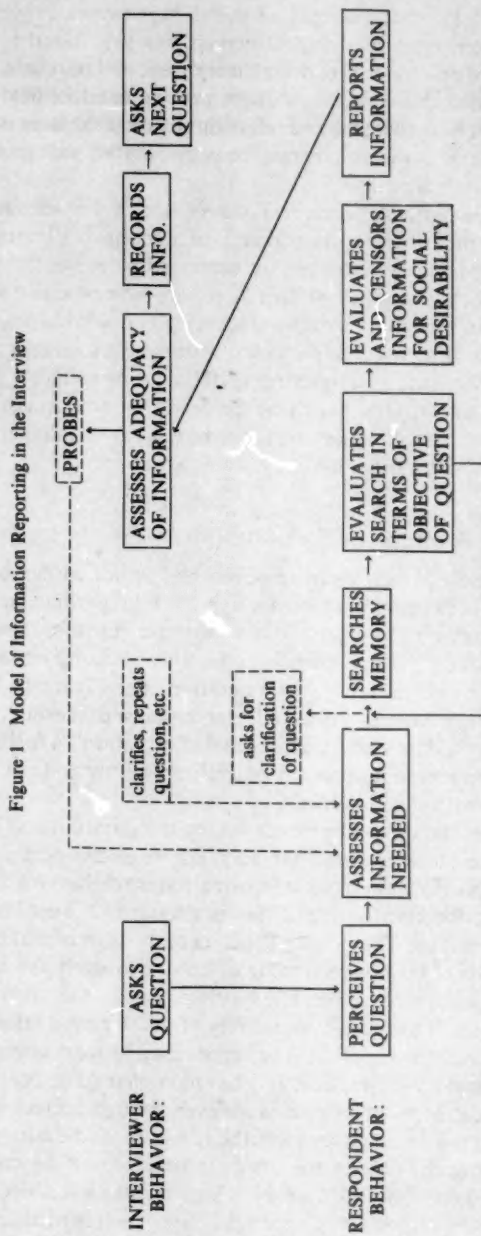 Figure 1 Model of Information Reporting in the Interview
INTERVIEWER
BEHAVIOR:
ASKS
QUESTION
clarifies, repeats
question, etc.
PROBES
ASSESSES ADEQUACY
OF INFORMATION
RECORDS
INFO.
ASKS
NEXT
QUESTION
asks for
clarification
of question
RESPONDENT
BEHAVIOR:
PERCEIVES
QUESTION
ASSESSES
INFORMATION
NEEDED
SEARCHES
MEMORY
EVALUATES
SEARCH IN
TERMS OF
OBJECTIVE
OF QUESTION
EVALUATES
AND CENSORS
INFORMATION
FOR SOCIAL
DESIRABILITY
REPORTS
INFORMATION